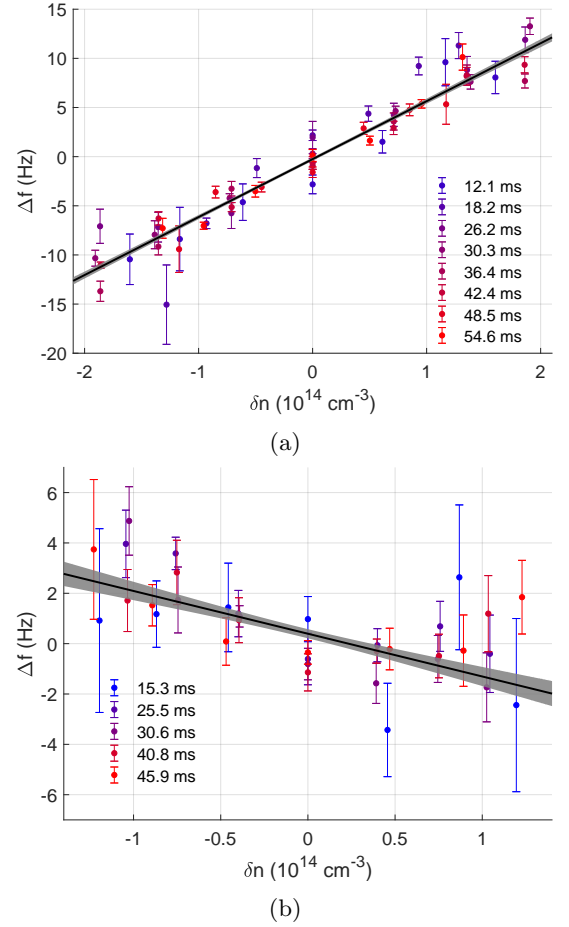 15
10
5
0
-5
-10
-15
-20
Δf (Hz)
12.1 ms
18.2 ms
26.2 ms
30.3 ms
36.4 ms
42.4 ms
48.5 ms
54.6 ms
-2 -1 0 1 2
δn (10^14 cm^-3)
(a)
6
4
2
0
-2
-4
-6
Δf (Hz)
15.3 ms
25.5 ms
30.6 ms
40.8 ms
45.9 ms
-1 -0.5 0 0.5 1
δn (10^14 cm^-3)
(b)